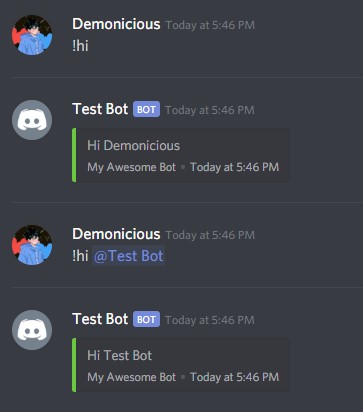 Demonicious Today at 5:46 PM
!hi
Test Bot BOT Today at 5:46 PM
Hi Demonicious
My Awesome Bot • Today at 5:46 PM
Demonicious Today at 5:46 PM
!hi @Test Bot
Test Bot BOT Today at 5:46 PM
Hi Test Bot
My Awesome Bot • Today at 5:46 PM